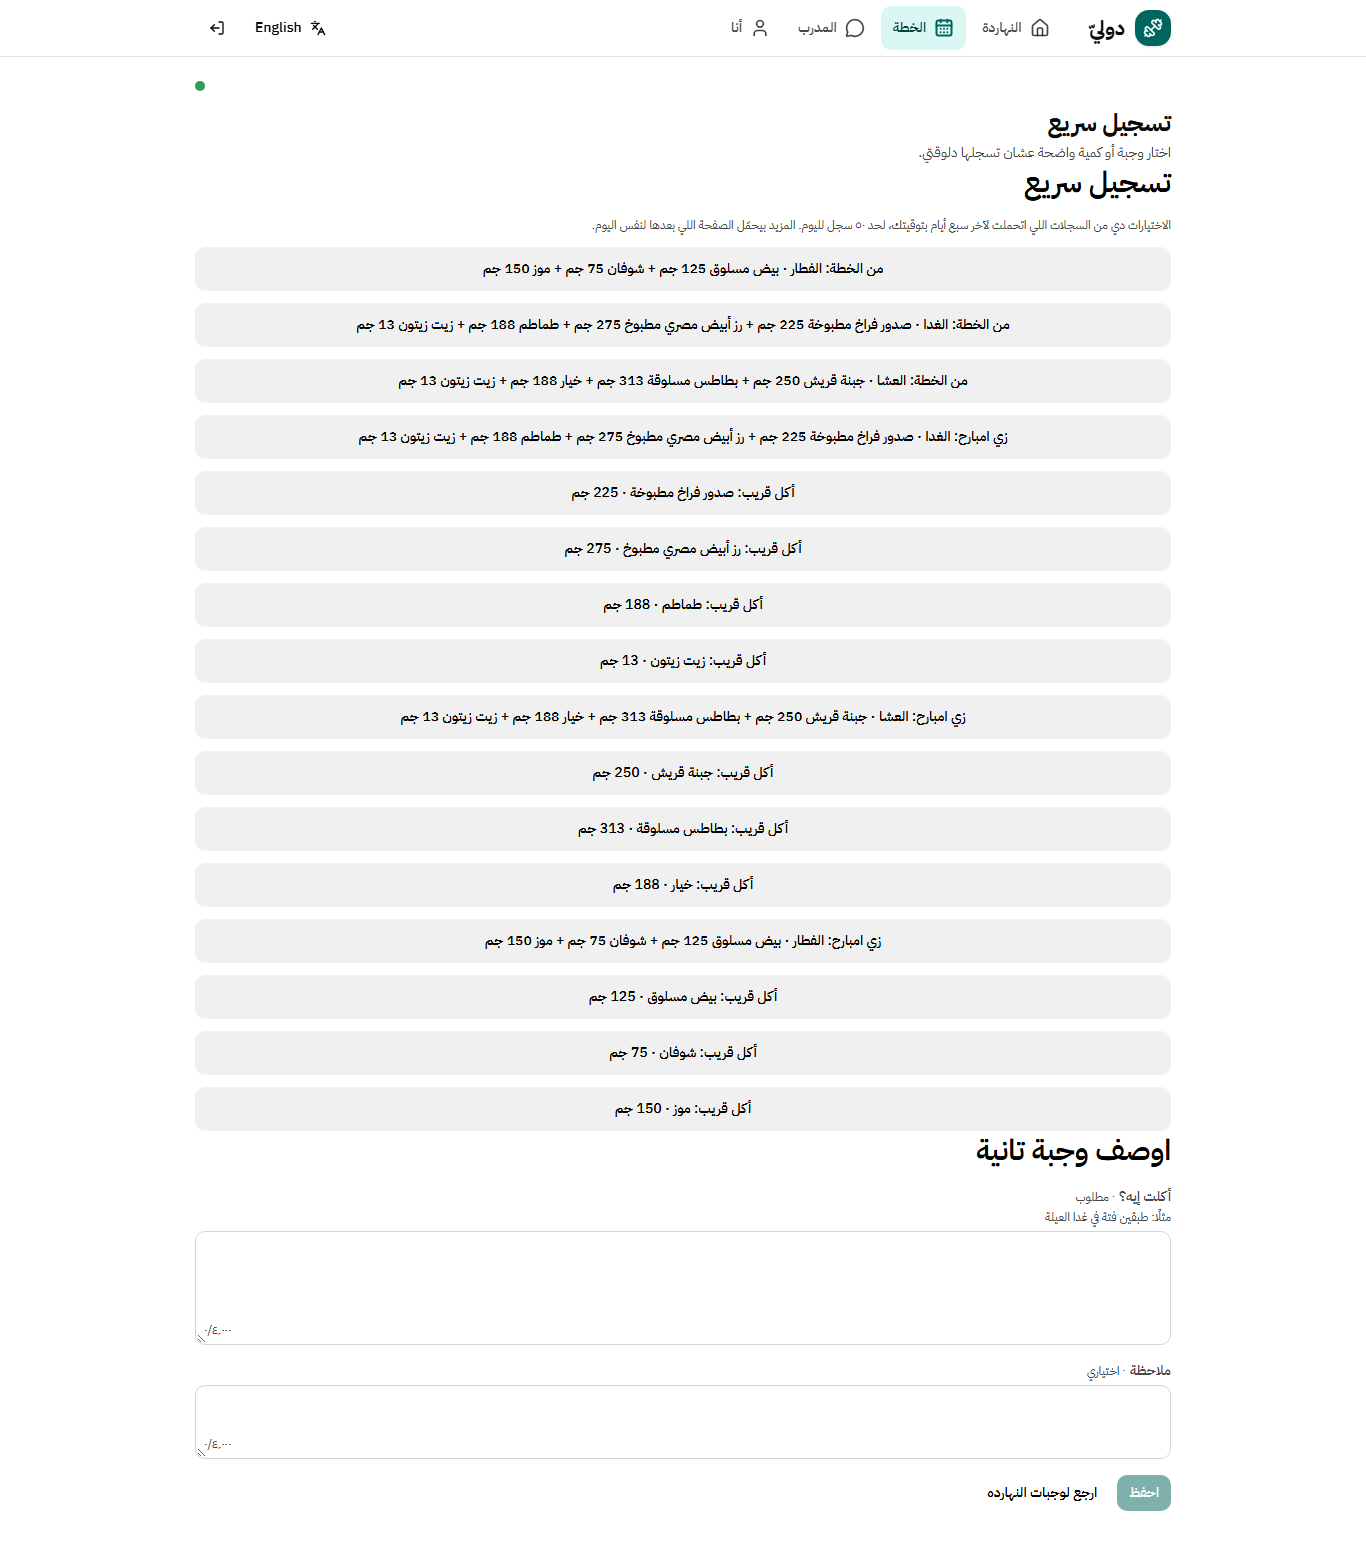 دوليّ
النهاردة
الخطة
المدرب
أنا
English
تسجيل سريع
اختار وجبة أو كمية واضحة عشان تسجلها دلوقتي.
تسجيل سريع
الاختيارات دي من السجلات اللي اتحملت لآخر سبع أيام بتوقيتك، لحد ٥٠ سجل لليوم. المزيد بيحمّل الصفحة اللي بعدها لنفس اليوم.
من الخطة: الفطار · بيض مسلوق 125 جم + شوفان 75 جم + موز 150 جم
من الخطة: الغدا · صدور فراخ مطبوخة 225 جم + رز أبيض مصري مطبوخ 275 جم + طماطم 188 جم + زيت زيتون 13 جم
من الخطة: العشا · جبنة قريش 250 جم + بطاطس مسلوقة 313 جم + خيار 188 جم + زيت زيتون 13 جم
زي امبارح: الغدا · صدور فراخ مطبوخة 225 جم + رز أبيض مصري مطبوخ 275 جم + طماطم 188 جم + زيت زيتون 13 جم
أكل قريب: صدور فراخ مطبوخة · 225 جم
أكل قريب: رز أبيض مصري مطبوخ · 275 جم
أكل قريب: طماطم · 188 جم
أكل قريب: زيت زيتون · 13 جم
زي امبارح: العشا · جبنة قريش 250 جم + بطاطس مسلوقة 313 جم + خيار 188 جم + زيت زيتون 13 جم
أكل قريب: جبنة قريش · 250 جم
أكل قريب: بطاطس مسلوقة · 313 جم
أكل قريب: خيار · 188 جم
زي امبارح: الفطار · بيض مسلوق 125 جم + شوفان 75 جم + موز 150 جم
أكل قريب: بيض مسلوق · 125 جم
أكل قريب: شوفان · 75 جم
أكل قريب: موز · 150 جم
اوصف وجبة تانية
أكلت إيه؟ · مطلوب
مثلًا: طبقين فتة في غدا العيلة
٠/٤٬٠٠٠
ملاحظة · اختياري
٠/٤٬٠٠٠
احفظ
ارجع لوجبات النهارده